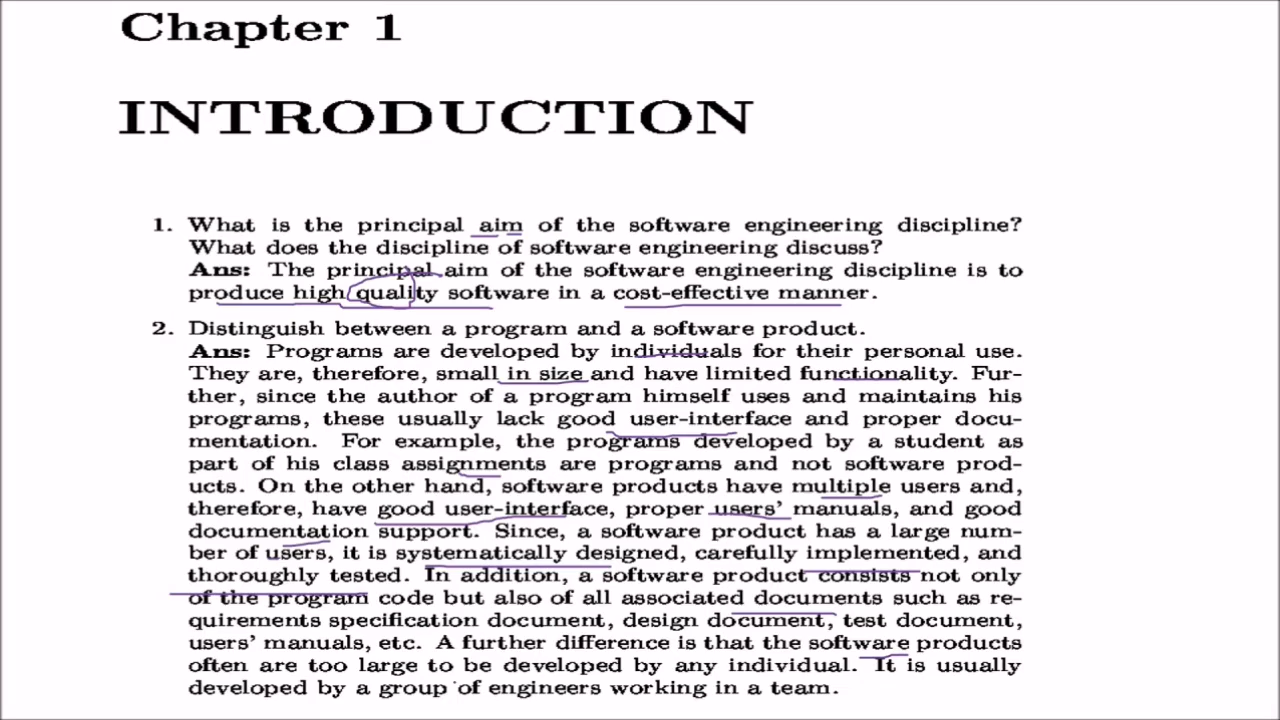 Chapter 1
INTRODUCTION
1. What is the principal aim of the software engineering discipline?
What does the discipline of software engineering discuss?
Ans: The principal aim of the software engineering discipline is to
produce high quality software in a cost-effective manner.
2. Distinguish between a program and a software product.
Ans: Programs are developed by individuals for their personal use.
They are, therefore, small in size and have limited functionality. Fur-
ther, since the author of a program himself uses and maintains his
programs, these usually lack good user-interface and proper docu-
mentation. For example, the programs developed by a student as
part of his class assignments are programs and not software prod-
ucts. On the other hand, software products have multiple users and,
therefore, have good user-interface, proper users' manuals, and good
documentation support. Since, a software product has a large num-
ber of users, it is systematically designed, carefully implemented, and
thoroughly tested. In addition, a software product consists not only
of the program code but also of all associated documents such as re-
quirements specification document, design document, test document,
users' manuals, etc. A further difference is that the software products
often are too large to be developed by any individual. It is usually
developed by a group of engineers working in a team.